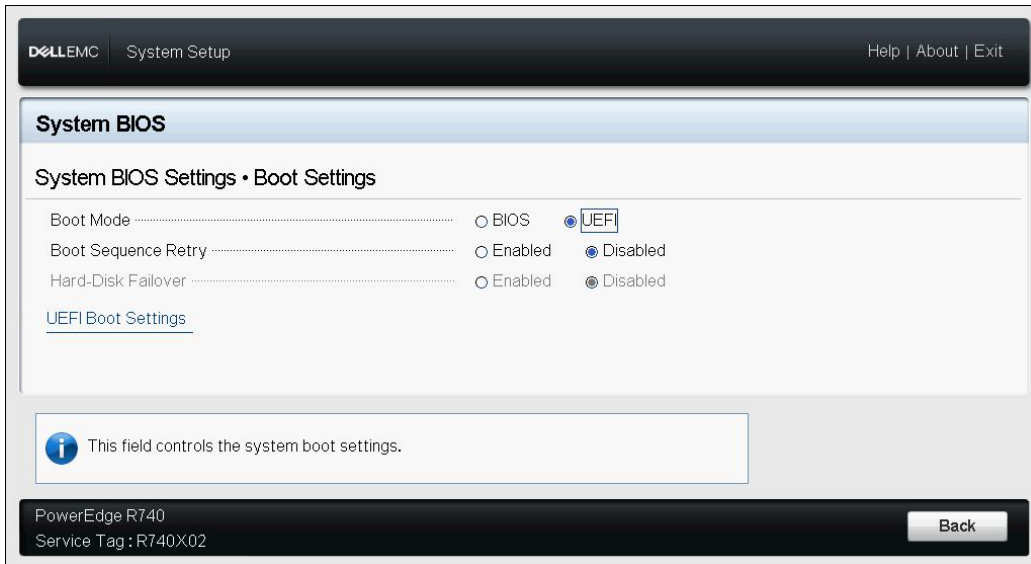 DELLEMC System Setup Help | About | Exit
System BIOS
System BIOS Settings • Boot Settings
Boot Mode BIOS UEFI
Boot Sequence Retry Enabled Disabled
Hard-Disk Failover Enabled Disabled
UEFI Boot Settings
This field controls the system boot settings.
PowerEdge R740
Service Tag : R740X02
Back